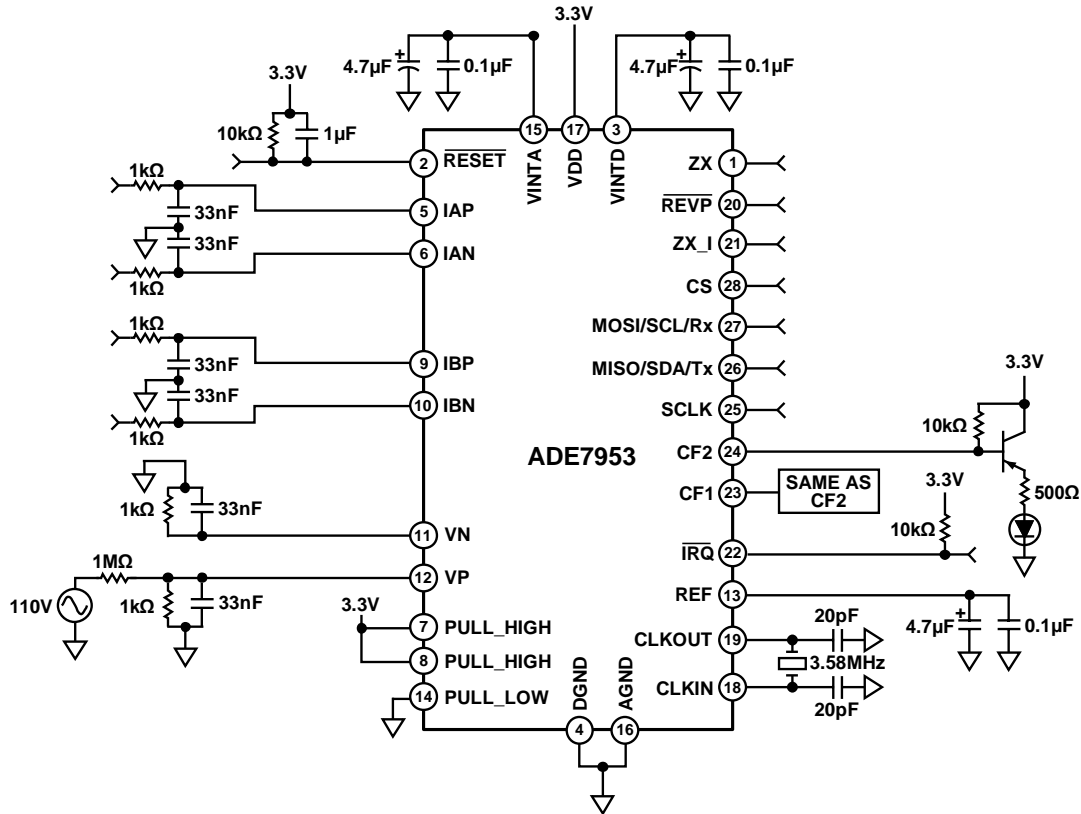 3.3V
4.7µF
+
0.1µF
4.7µF
+
0.1µF
3.3V
10kΩ
1µF
15
17
3
VINTA
VDD
VINTD
2
RESET
1kΩ
33nF
5
IAP
33nF
6
IAN
1kΩ
1kΩ
33nF
9
IBP
33nF
10
IBN
1kΩ
1kΩ
33nF
11
VN
1MΩ
12
VP
110V
1kΩ
33nF
3.3V
7
PULL_HIGH
8
PULL_HIGH
14
PULL_LOW
ADE7953
DGND
AGND
4
16
ZX
1
REVP
20
ZX_I
21
CS
28
MOSI/SCL/Rx
27
MISO/SDA/Tx
26
SCLK
25
CF2
24
CF1
23
SAME AS
CF2
3.3V
10kΩ
500Ω
3.3V
10kΩ
IRQ
22
REF
13
4.7µF
+
0.1µF
CLKOUT
19
20pF
3.58MHz
CLKIN
18
20pF